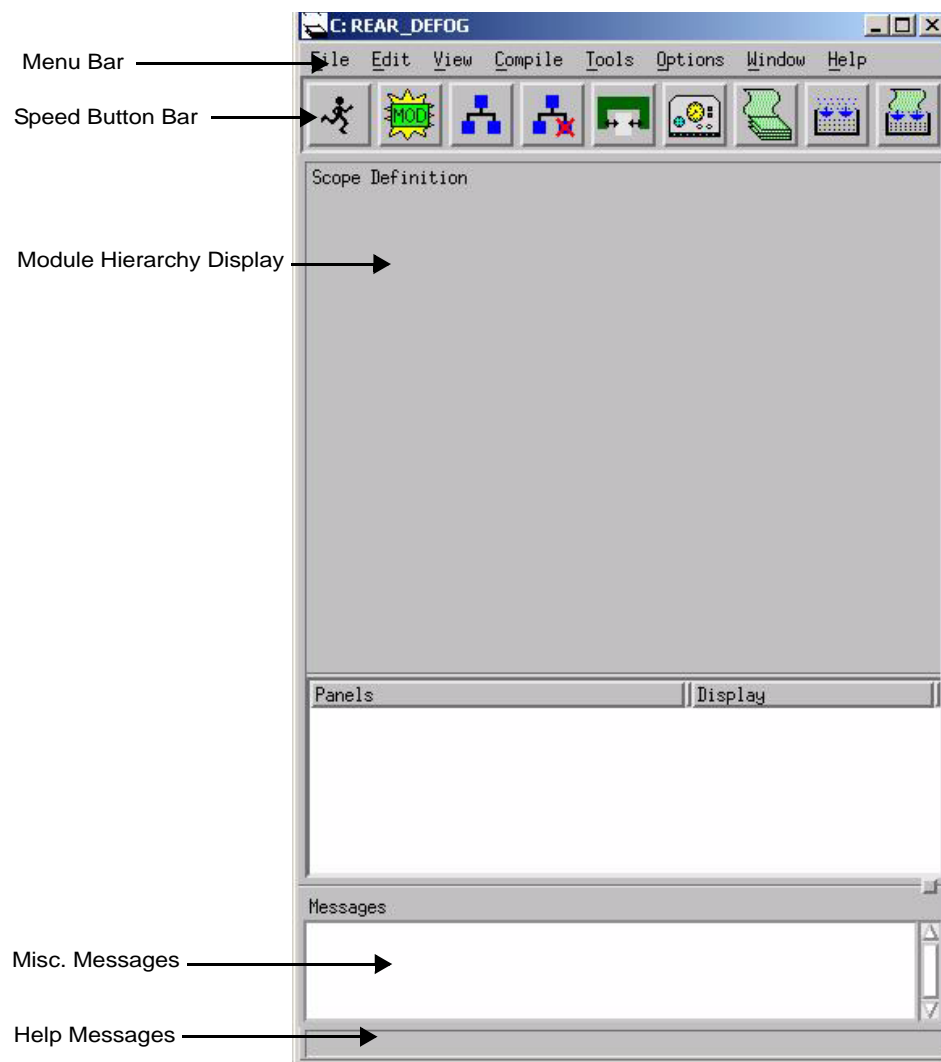 C: REAR_DEFOG
Menu Bar
File Edit View Compile Tools Options Window Help
Speed Button Bar
MOD
Scope Definition
Module Hierarchy Display
Panels Display
Messages
Misc. Messages
Help Messages